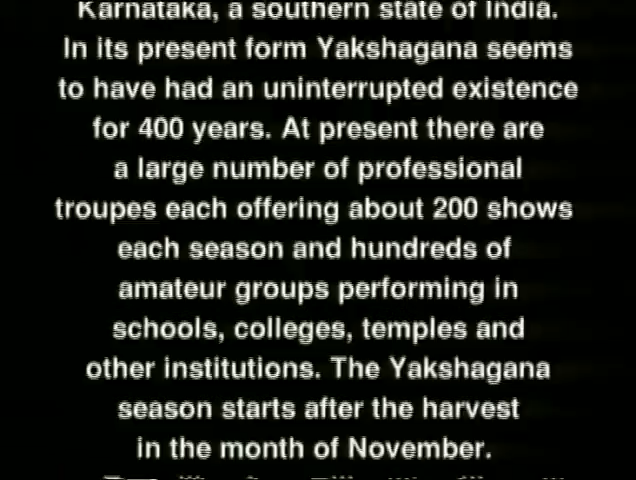 Karnataka, a southern state of India.
In its present form Yakshagana seems
to have had an uninterrupted existence
for 400 years. At present there are
a large number of professional
troupes each offering about 200 shows
each season and hundreds of
amateur groups performing in
schools, colleges, temples and
other institutions. The Yakshagana
season starts after the harvest
in the month of November.